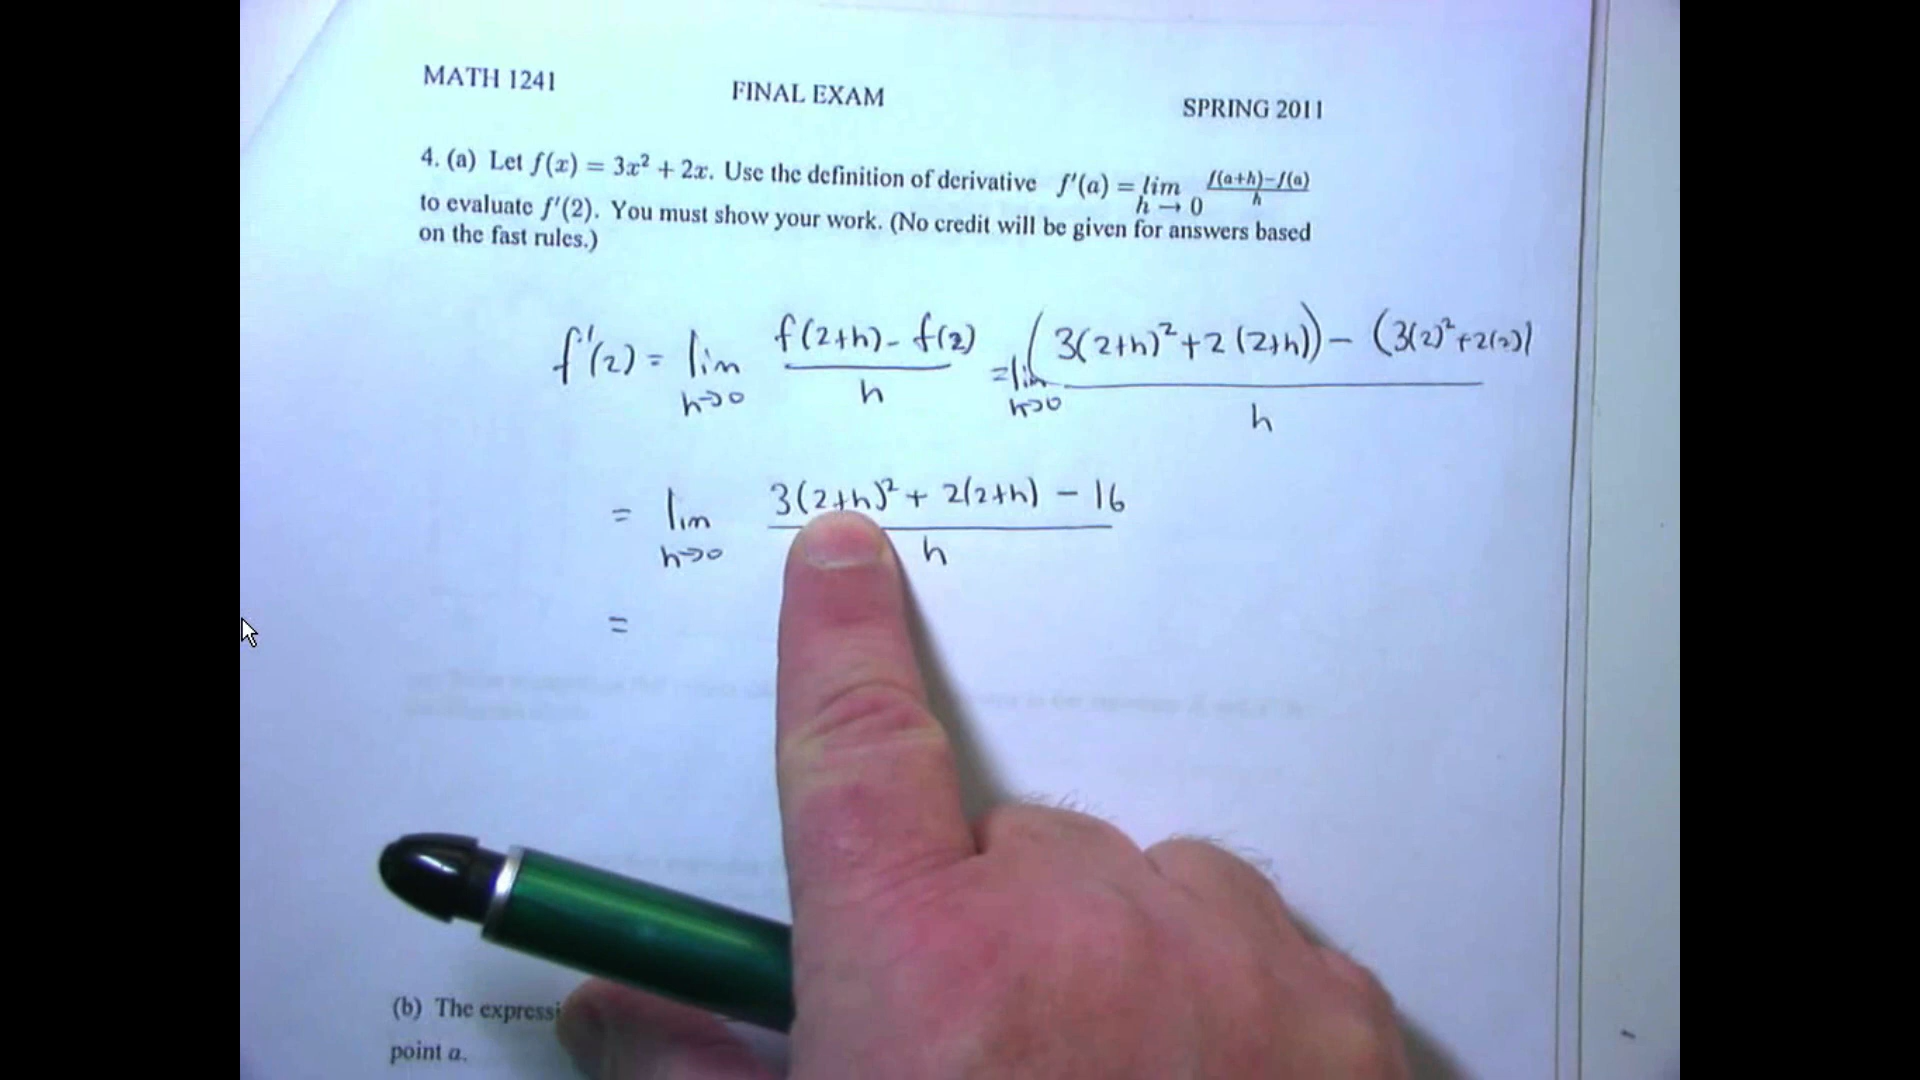 MATH 1241 FINAL EXAM SPRING 2011
4. (a) Let f(x) = 3x² + 2x. Use the definition of derivative f'(a) = lim h → 0 f(a+h)−f(a) / h
to evaluate f'(2). You must show your work. (No credit will be given for answers based
on the fast rules.)
f'(2) = lim h→0 f(2+h) - f(2) / h = lim h→0 (3(2+h)² + 2(2+h)) - (3(2)² + 2(2)) / h
= lim h→0 3(2+h)² + 2(2+h) - 16 / h
=
(b) The expressi
point a.